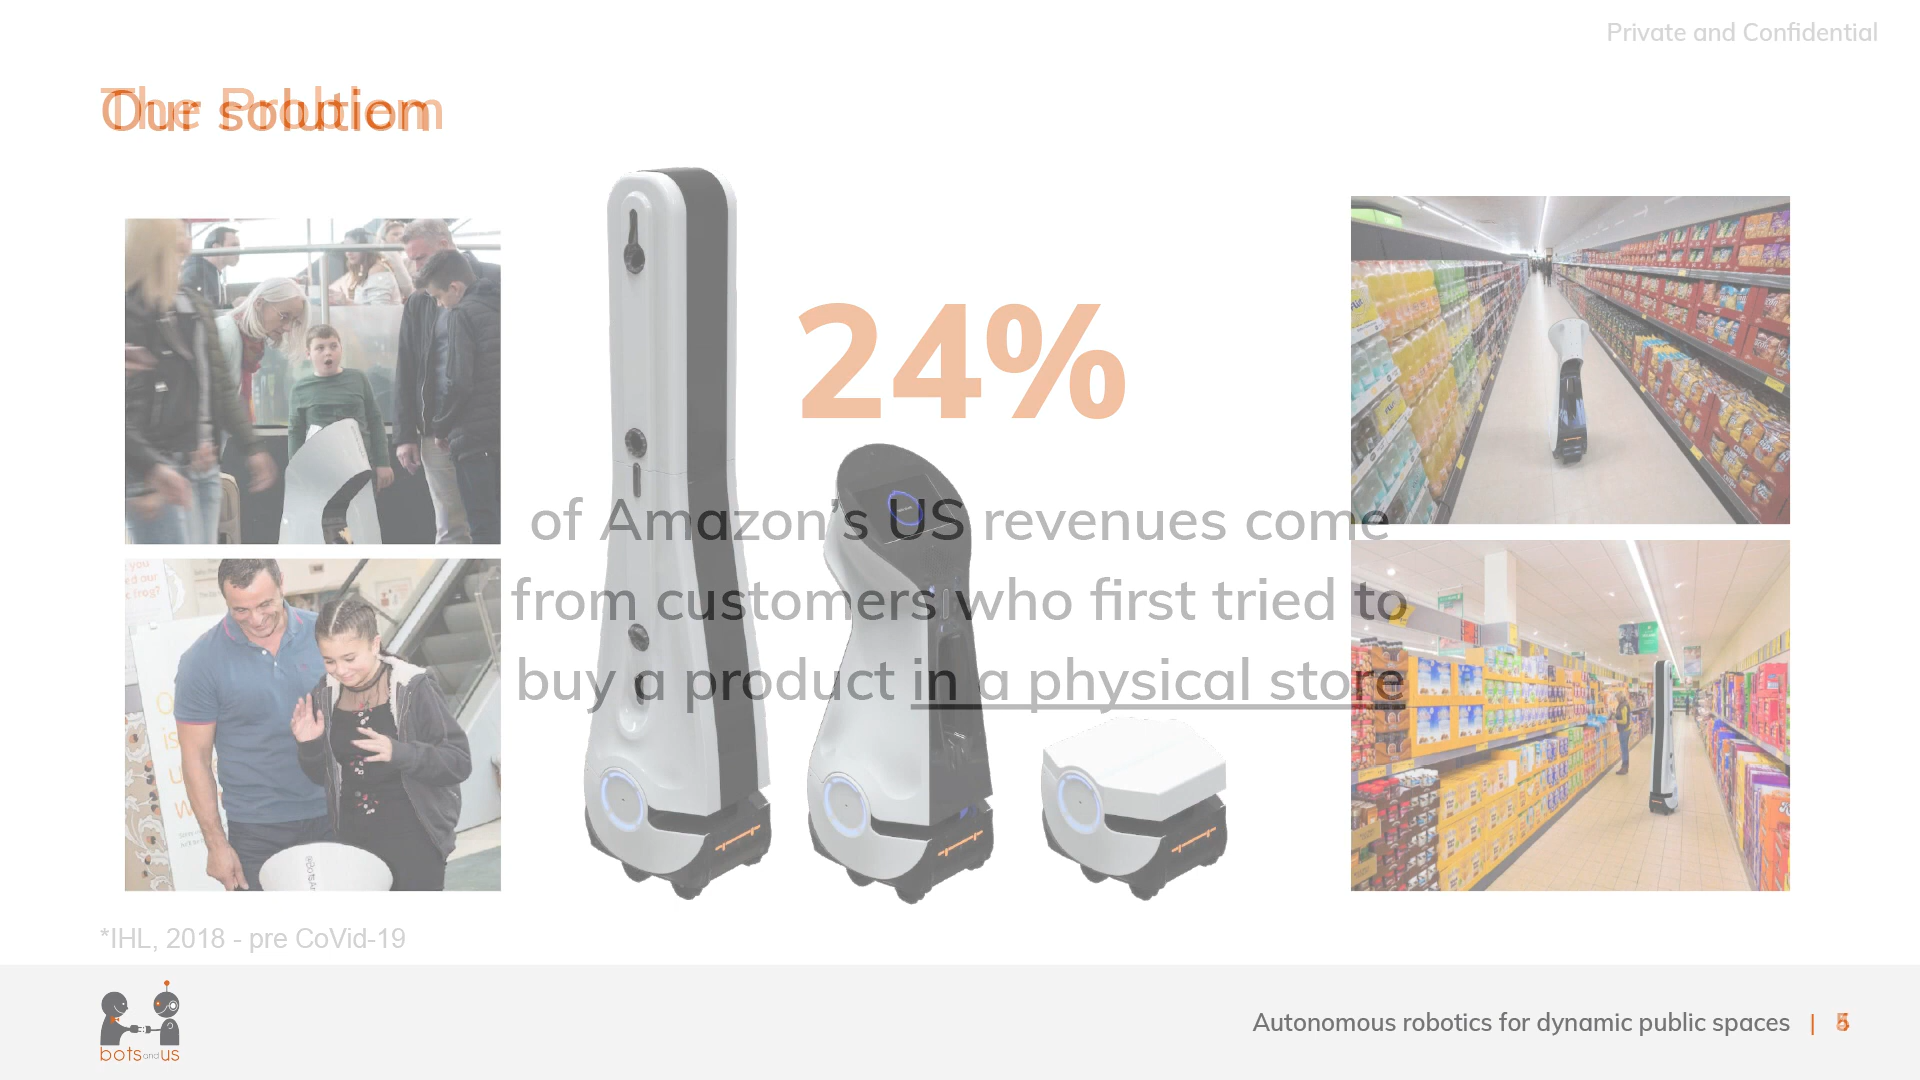 Private and Confidential
The Problem
Our solution
24%
of Amazon's US revenues come
from customers who first tried to
buy a product in a physical store
*IHL, 2018 - pre CoVid-19
botsandus
Autonomous robotics for dynamic public spaces |